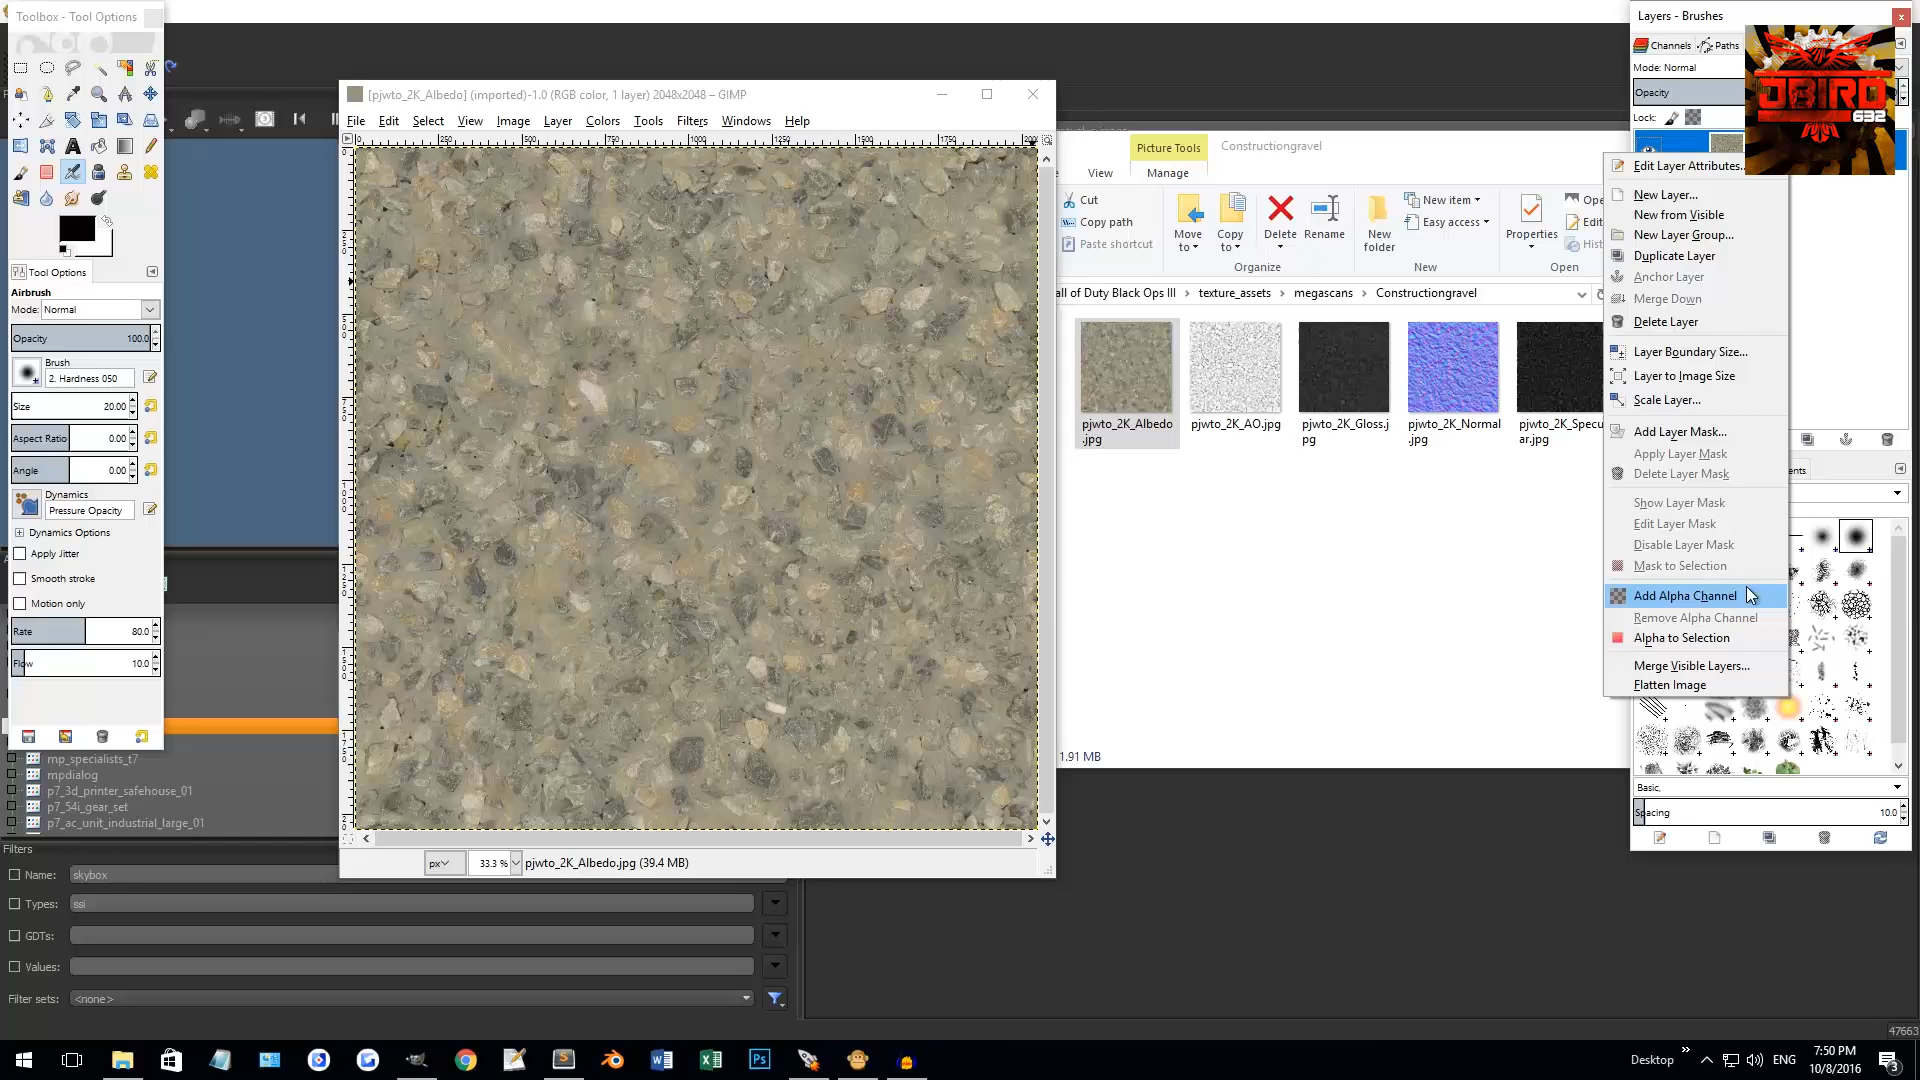 Toolbox - Tool Options
Tool Options
Airbrush
Mode: Normal
Opacity 100.0
Brush
2. Hardness 050
Size 20.00
Aspect Ratio 0.00
Angle 0.00
Dynamics
Pressure Opacity
Dynamics Options
Apply Jitter
Smooth stroke
Motion only
Rate 80.0
Flow 10.0
mp_specialists_t7
mpdialog
p7_3d_printer_safehouse_01
p7_54i_gear_set
p7_ac_unit_industrial_large_01
Filters
Name: skybox
Types: ssi
GDTs:
Values:
Filter sets: <none>
[pjwto_2K_Albedo] (imported)-1.0 (RGB color, 1 layer) 2048x2048 – GIMP
File Edit Select View Image Layer Colors Tools Filters Windows Help
0 250 500 750 1000 1250 1500 1750
px 33.3 % pjwto_2K_Albedo.jpg (39.4 MB)
Picture Tools Constructiongravel
View Manage
Cut
Copy path
Paste shortcut
Move to
Copy to
Delete
Rename
Organize
New folder
New item
Easy access
New
Properties
Open
all of Duty Black Ops III texture_assets megascans Constructiongravel
pjwto_2K_Albedo.jpg
pjwto_2K_AO.jpg
pjwto_2K_Gloss.jpg
pjwto_2K_Normal.jpg
1.91 MB
Layers - Brushes
Channels Paths
Mode: Normal
Opacity
Lock:
632
Edit Layer Attributes...
New Layer...
New from Visible
New Layer Group...
Duplicate Layer
Anchor Layer
Merge Down
Delete Layer
Layer Boundary Size...
Layer to Image Size
Scale Layer...
Add Layer Mask...
Apply Layer Mask
Delete Layer Mask
Show Layer Mask
Edit Layer Mask
Disable Layer Mask
Mask to Selection
Add Alpha Channel
Remove Alpha Channel
Alpha to Selection
Merge Visible Layers...
Flatten Image
Basic,
Spacing 10.0
47663
Desktop ENG 7:50 PM
10/8/2016
3